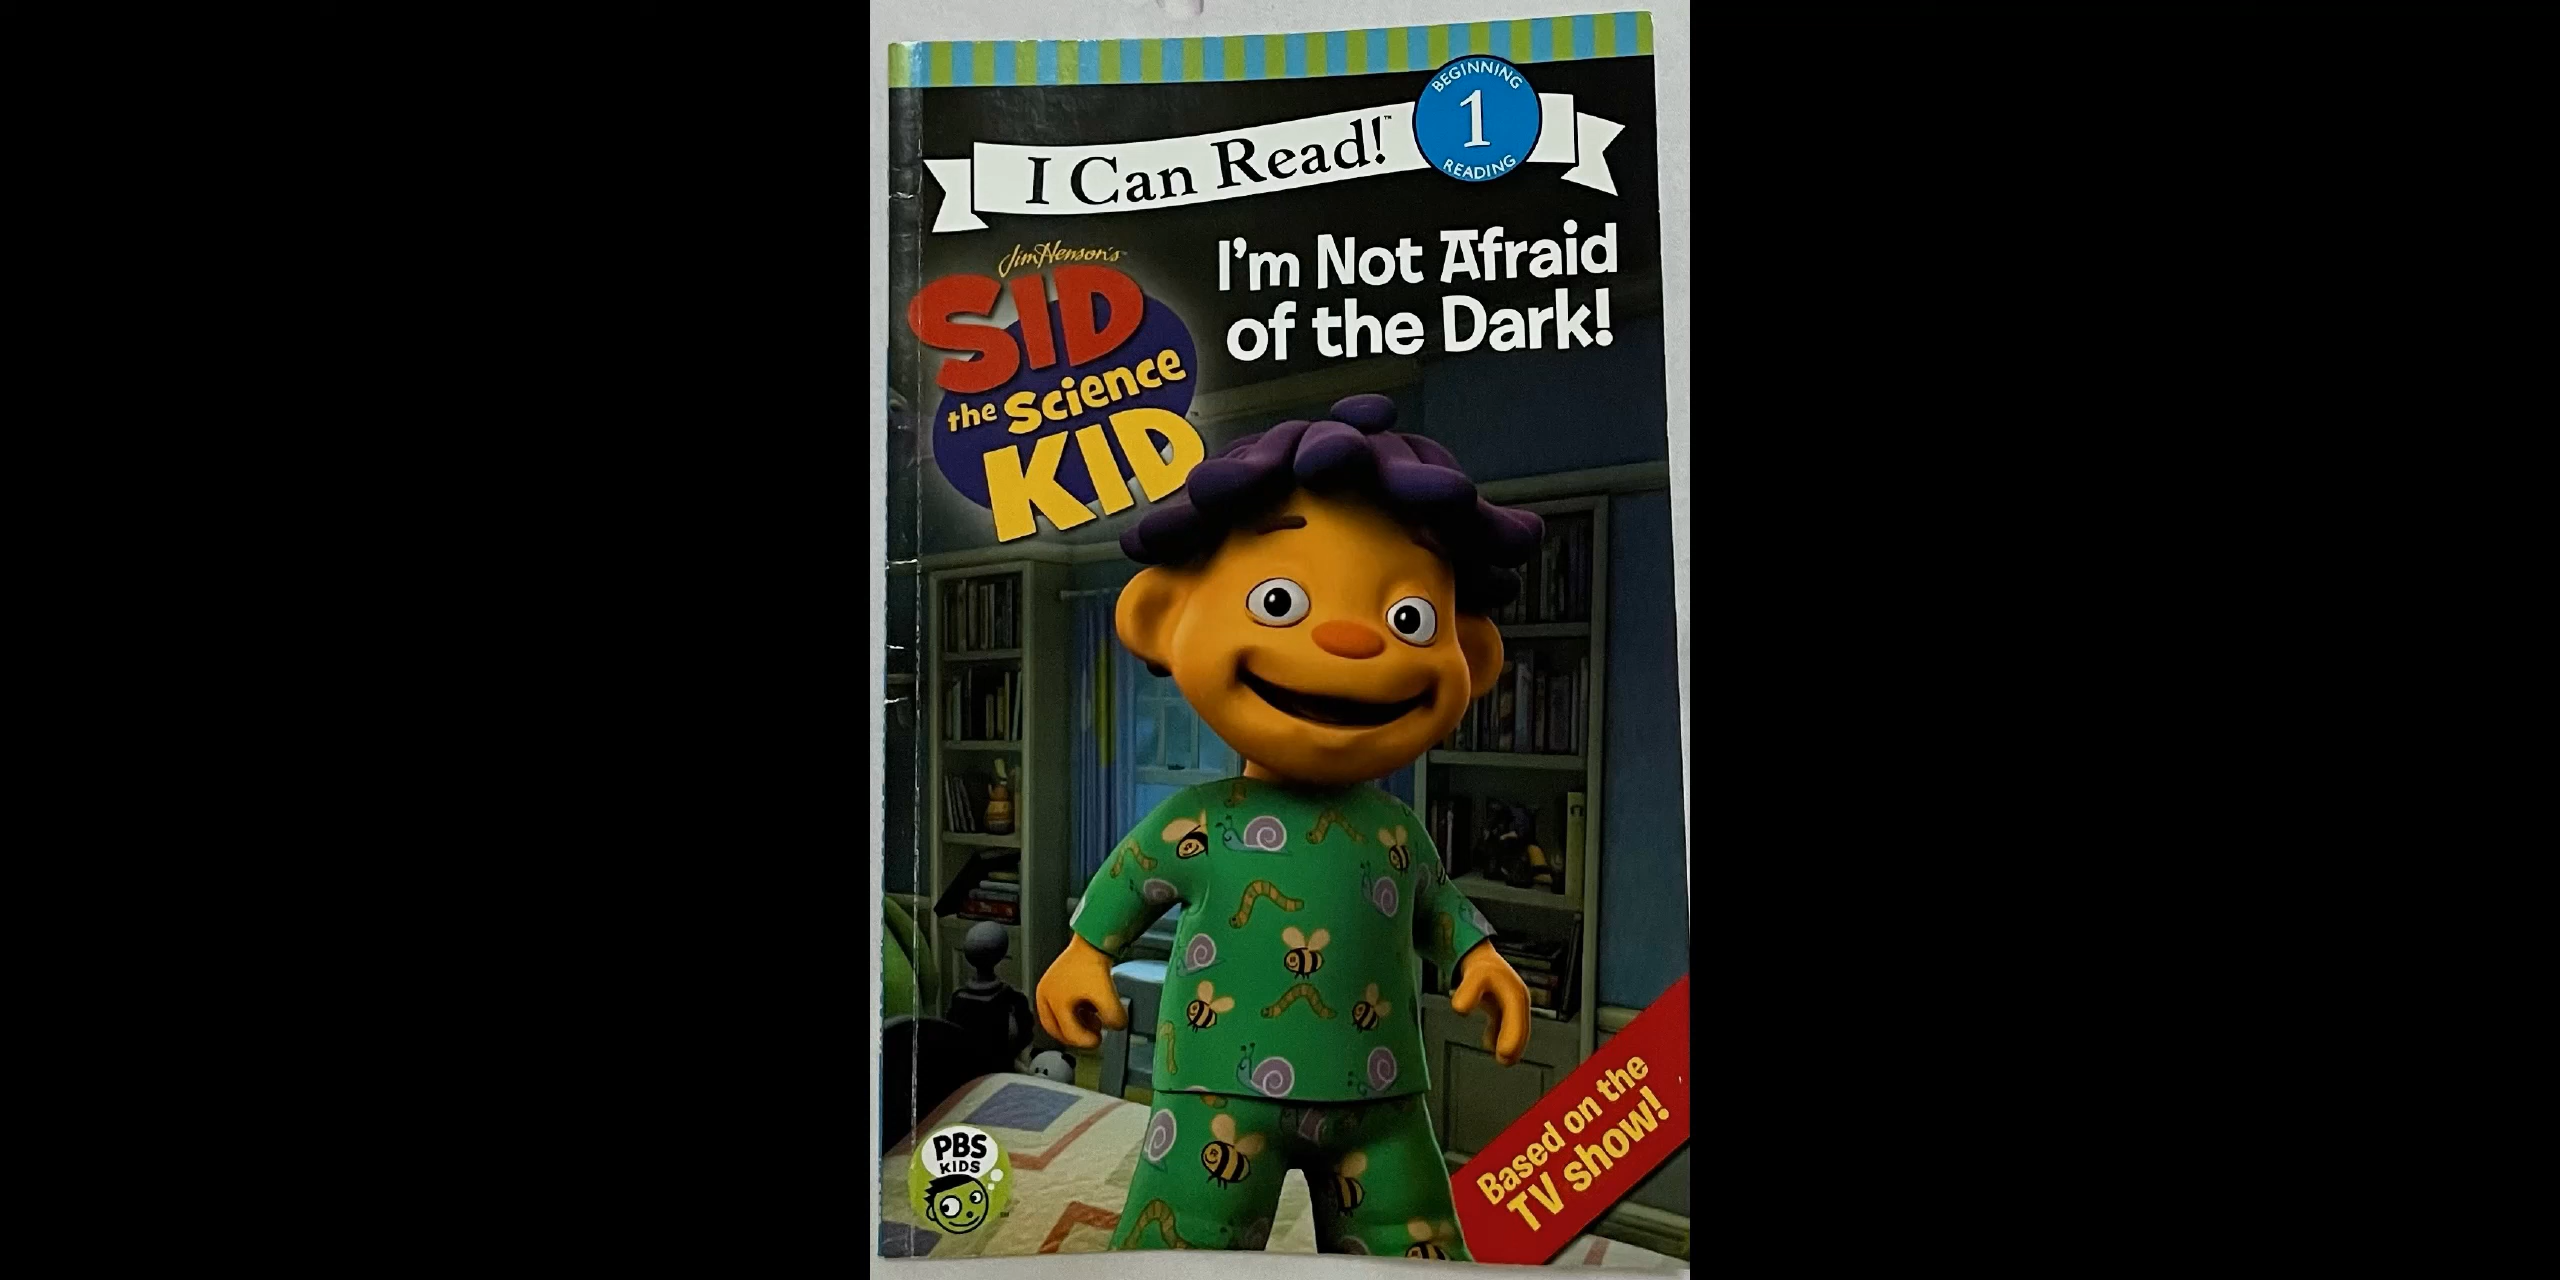 I Can Read!™
BEGINNING
1
READING
Jim Henson's
SID
the Science
KID
I'm Not Afraid
of the Dark!
PBS
KIDS
Based on the
TV show!